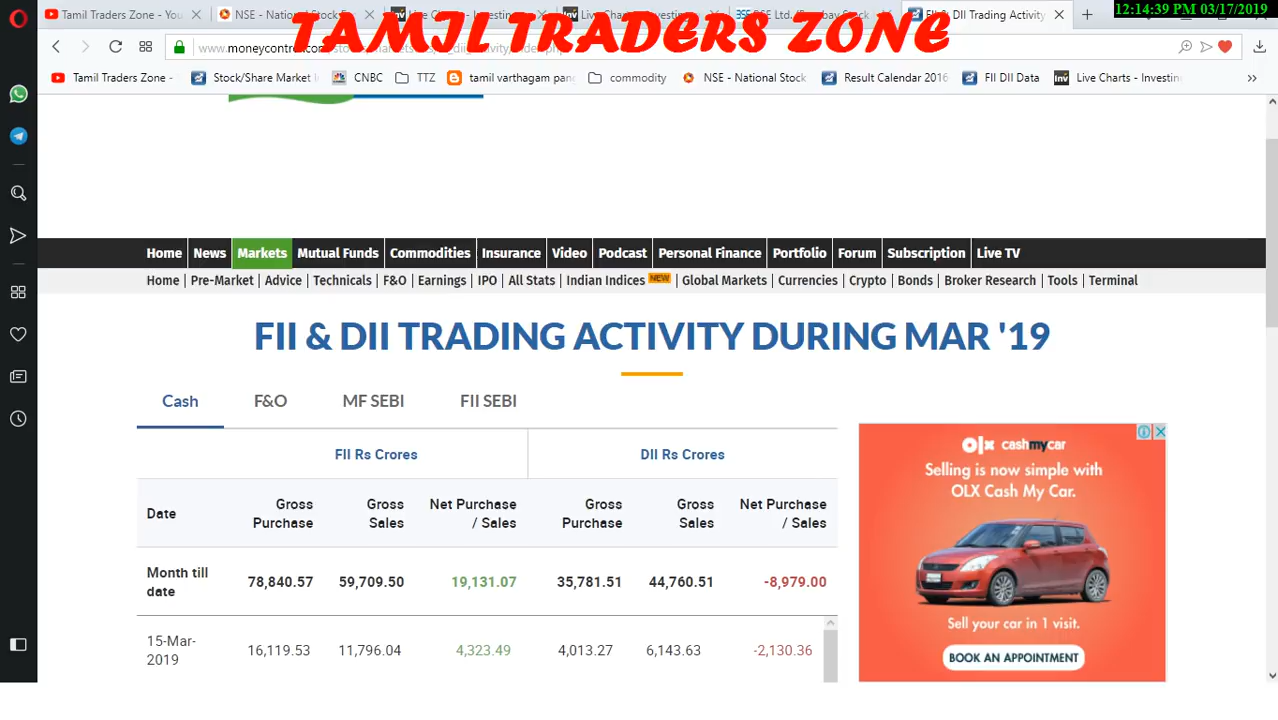 Tamil Traders Zone - You
NSE - National Stock E
Live Charts - Investing
Live Charts - Investing
BSE Ltd. (Bombay Stock
FII & DII Trading Activity
12:14:39 PM 03/17/2019
TAMIL TRADERS ZONE
www.moneycontrol.com
Tamil Traders Zone -
Stock/Share Market I
CNBC
TTZ
tamil varthagam pan
commodity
NSE - National Stock
Result Calendar 2016
FII DII Data
Live Charts - Investin
Home News Markets Mutual Funds Commodities Insurance Video Podcast Personal Finance Portfolio Forum Subscription Live TV
Home | Pre-Market | Advice | Technicals | F&O | Earnings | IPO | All Stats | Indian Indices NEW | Global Markets | Currencies | Crypto | Bonds | Broker Research | Tools | Terminal
FII & DII TRADING ACTIVITY DURING MAR '19
Cash F&O MF SEBI FII SEBI
FII Rs Crores DII Rs Crores
Date Gross Purchase Gross Sales Net Purchase / Sales Gross Purchase Gross Sales Net Purchase / Sales
Month till date 78,840.57 59,709.50 19,131.07 35,781.51 44,760.51 -8,979.00
15-Mar-2019 16,119.53 11,796.04 4,323.49 4,013.27 6,143.63 -2,130.36
olx cashmycar
Selling is now simple with
OLX Cash My Car.
Sell your car in 1 visit.
BOOK AN APPOINTMENT